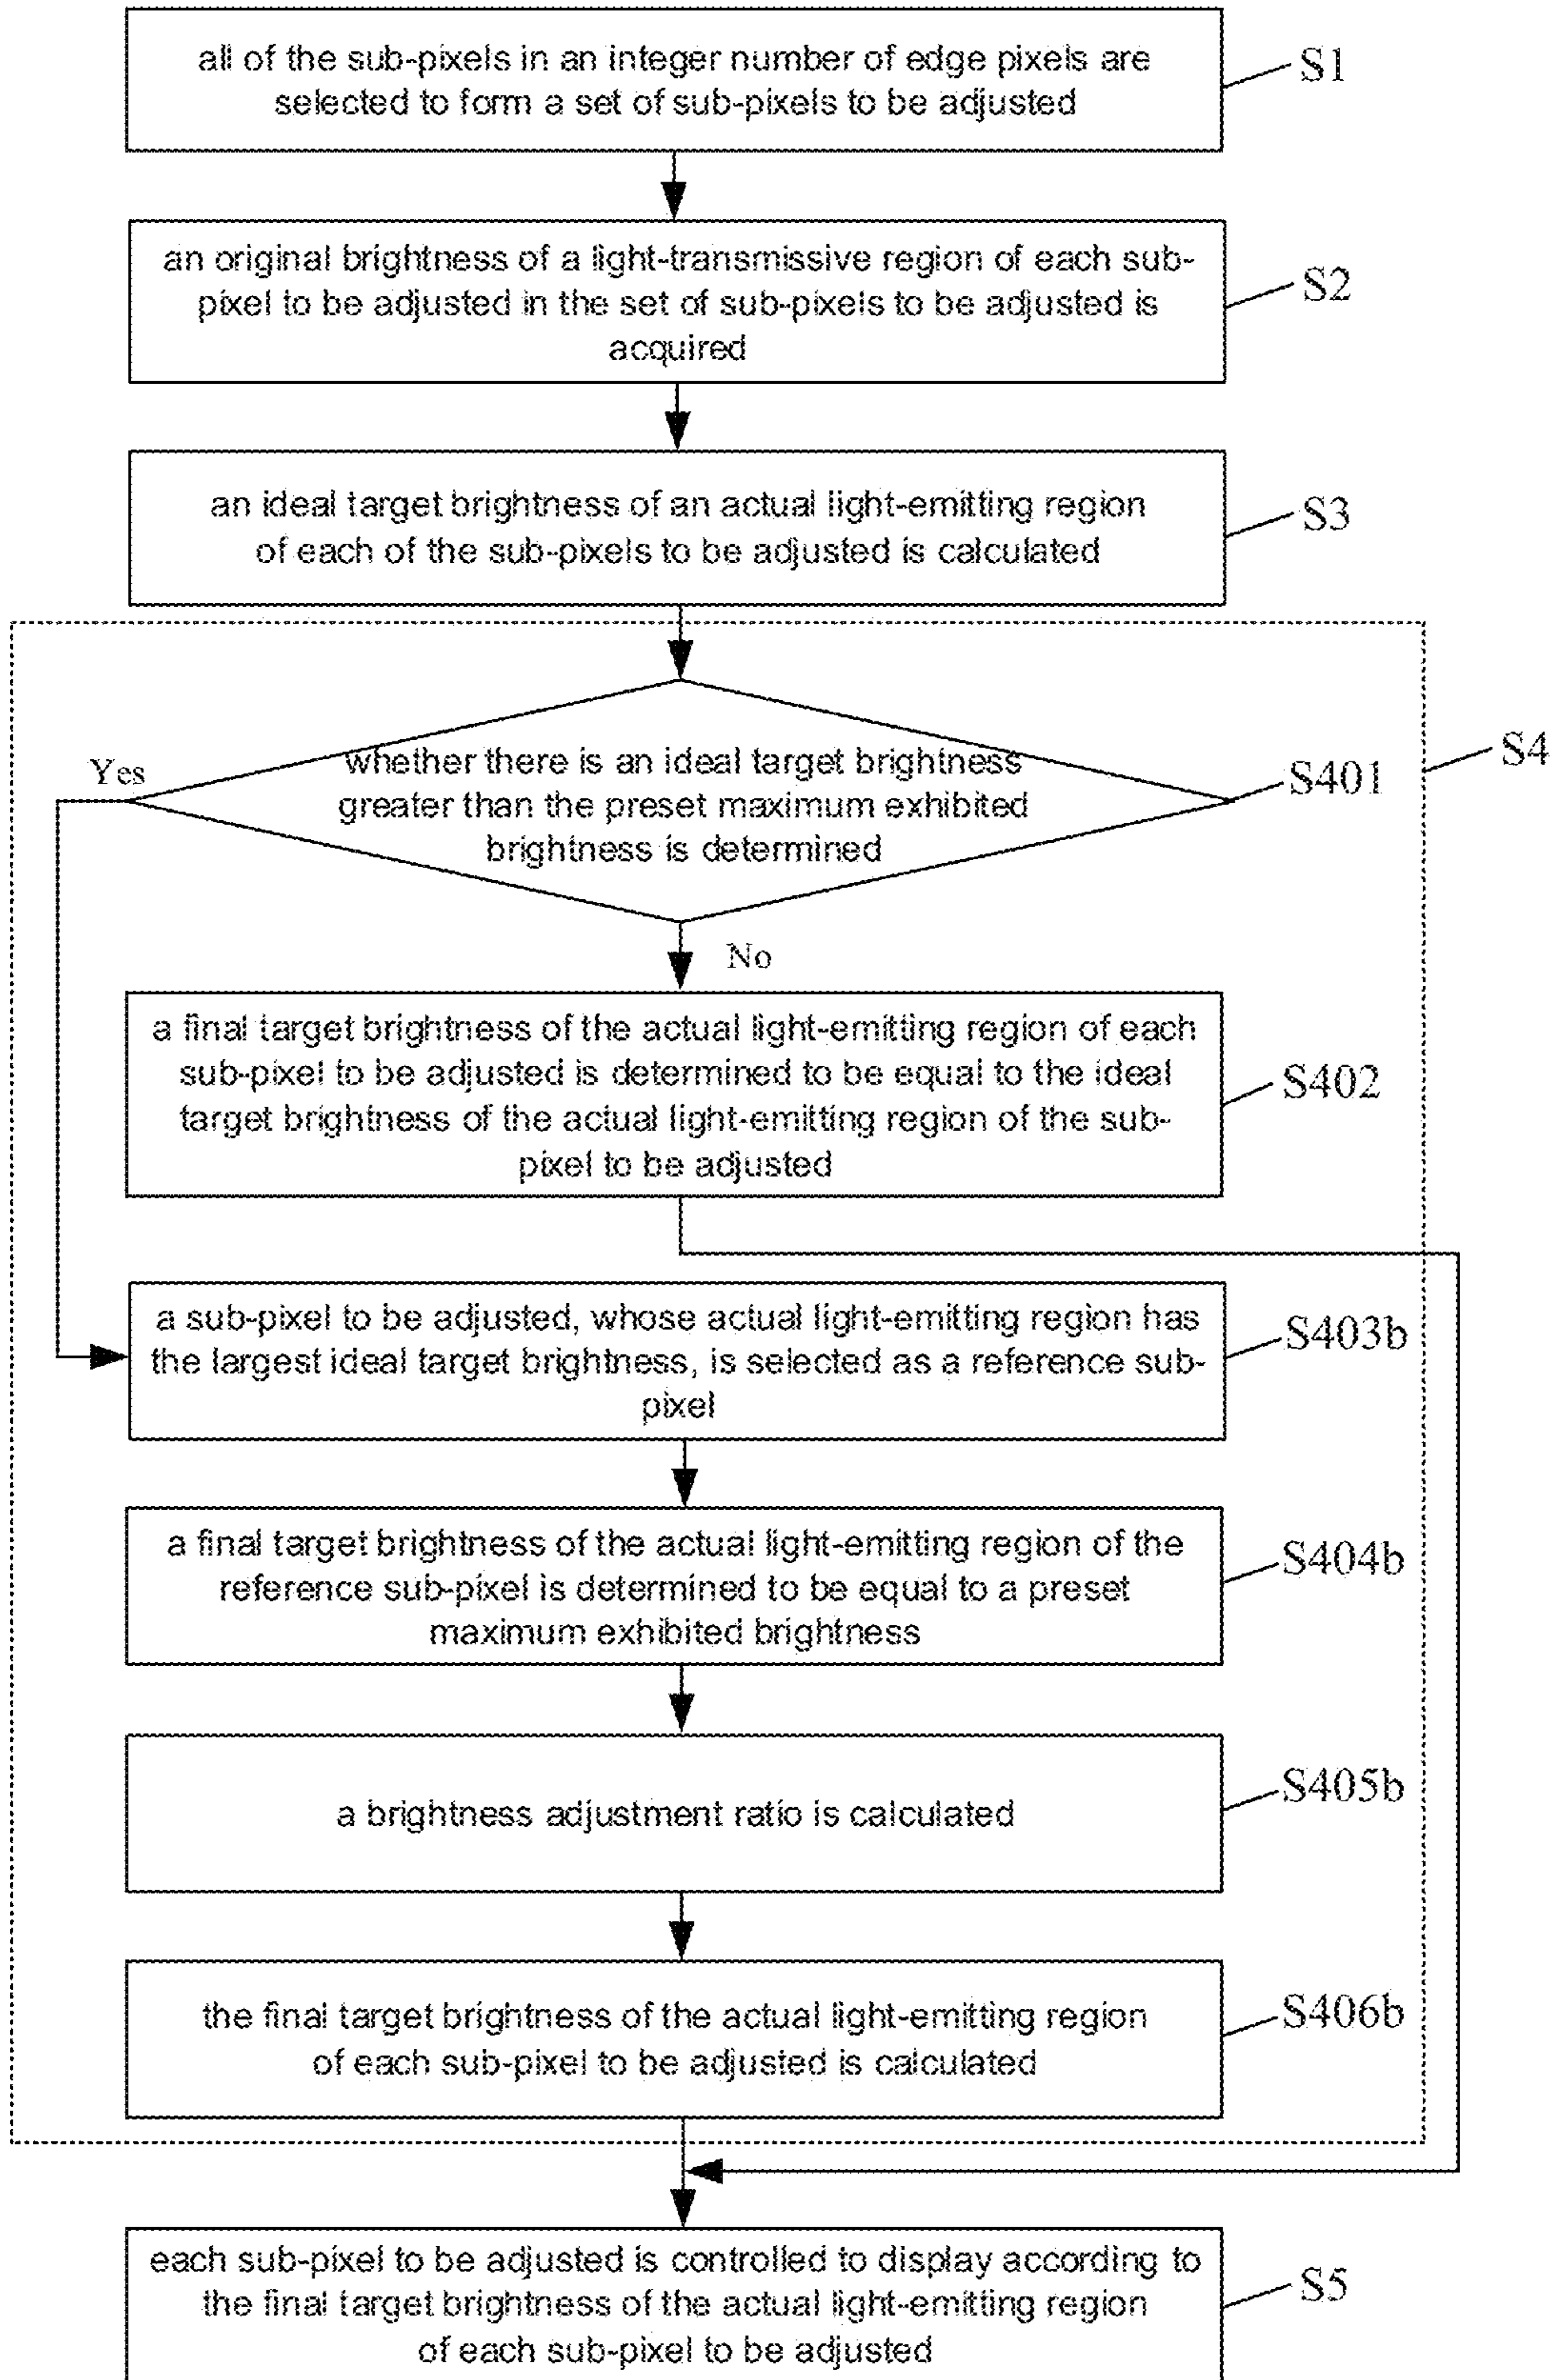 all of the sub-pixels in an integer number of edge pixels are
selected to form a set of sub-pixels to be adjusted
S1
an original brightness of a light-transmissive region of each sub-
pixel to be adjusted in the set of sub-pixels to be adjusted is
acquired
S2
an ideal target brightness of an actual light-emitting region
of each of the sub-pixels to be adjusted is calculated
S3
S4
Yes
whether there is an ideal target brightness
greater than the preset maximum exhibited
brightness is determined
S401
No
a final target brightness of the actual light-emitting region of each
sub-pixel to be adjusted is determined to be equal to the ideal
target brightness of the actual light-emitting region of the sub-
pixel to be adjusted
S402
a sub-pixel to be adjusted, whose actual light-emitting region has
the largest ideal target brightness, is selected as a reference sub-
pixel
S403b
a final target brightness of the actual light-emitting region of the
reference sub-pixel is determined to be equal to a preset
maximum exhibited brightness
S404b
a brightness adjustment ratio is calculated
S405b
the final target brightness of the actual light-emitting region
of each sub-pixel to be adjusted is calculated
S406b
each sub-pixel to be adjusted is controlled to display according to
the final target brightness of the actual light-emitting region
of each sub-pixel to be adjusted
S5